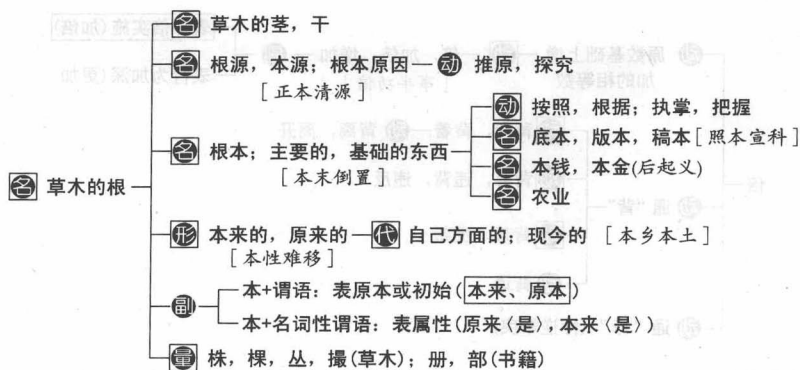 名 草木的茎，干
名 根源，本源；根本原因 动 推原，探究
[正本清源]
动 按照，根据；执掌，把握
名 底本，版本，稿本[照本宣科]
名 根本；主要的，基础的东西
名 本钱，本金(后起义)
[本末倒置]
名 草木的根
名 农业
形 本来的，原来的 代 自己方面的；现今的 [本乡本土]
[本性难移]
本+谓语：表原本或初始(本来、原本)
副
本+名词性谓语：表属性(原来〈是〉，本来〈是〉)
量 株，棵，丛，撮(草木)；册，部(书籍)